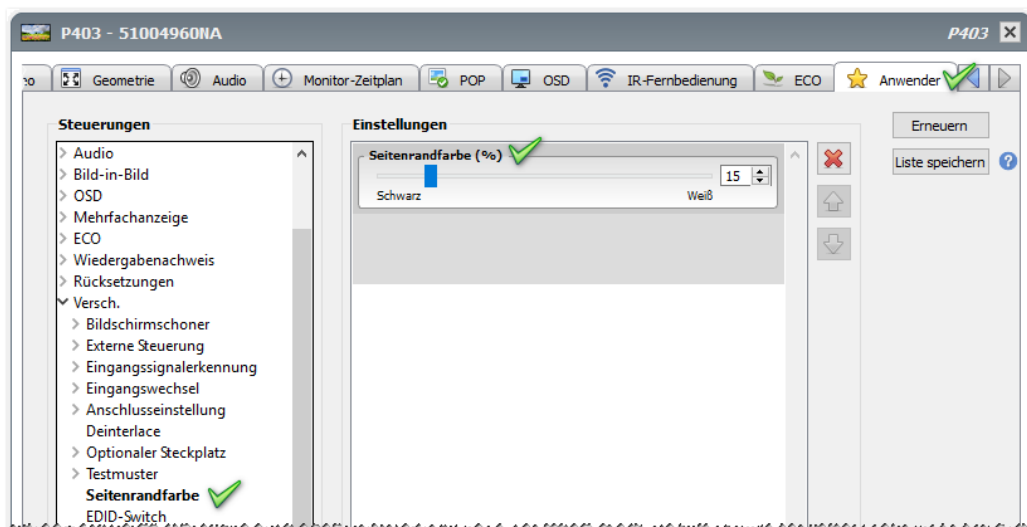 P403 - 51004960NA
P403
Geometrie
Audio
Monitor-Zeitplan
POP
OSD
IR-Fernbedienung
ECO
Anwender
Steuerungen
Audio
Bild-in-Bild
OSD
Mehrfachanzeige
ECO
Wiedergabenachweis
Rücksetzungen
Versch.
Bildschirmschoner
Externe Steuerung
Eingangssignalerkennung
Eingangswechsel
Anschlusseinstellung
Deinterlace
Optionaler Steckplatz
Testmuster
Seitenrandfarbe
EDID-Switch
Einstellungen
Seitenrandfarbe (%)
15
Schwarz
Weiß
Erneuern
Liste speichern